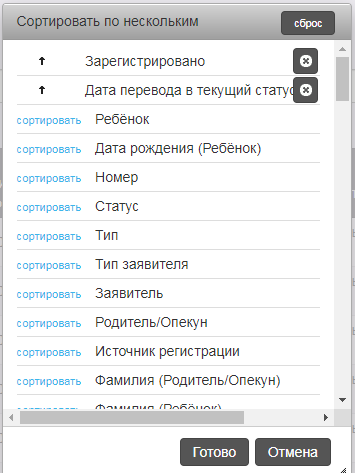 Сортировать по нескольким
сброс
Зарегистрировано
Дата перевода в текущий статус
сортировать Ребёнок
сортировать Дата рождения (Ребёнок)
сортировать Номер
сортировать Статус
сортировать Тип
сортировать Тип заявителя
сортировать Заявитель
сортировать Родитель/Опекун
сортировать Источник регистрации
сортировать Фамилия (Родитель/Опекун)
сортировать Фамилия (Ребёнок)
Готово Отмена